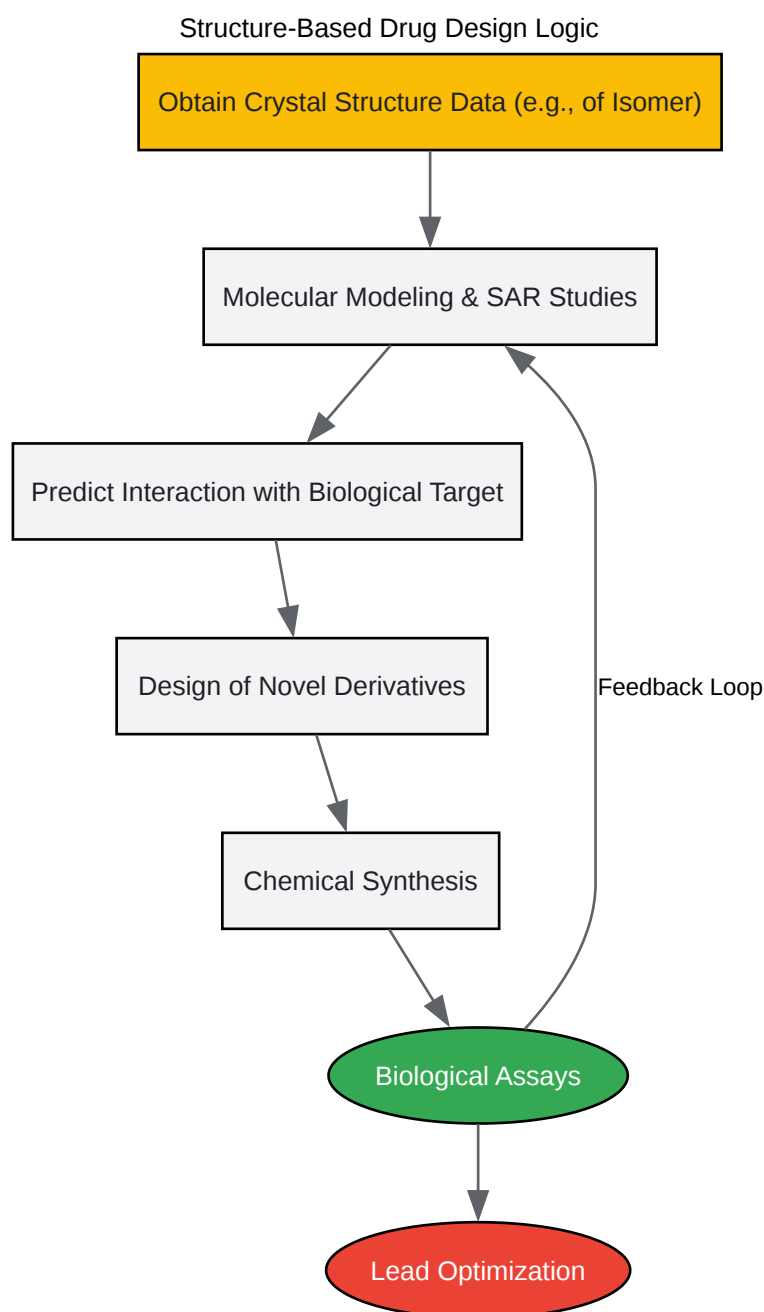 Structure-Based Drug Design Logic
Obtain Crystal Structure Data (e.g., of Isomer)
Molecular Modeling & SAR Studies
Predict Interaction with Biological Target
Design of Novel Derivatives
Feedback Loop
Chemical Synthesis
Biological Assays
Lead Optimization